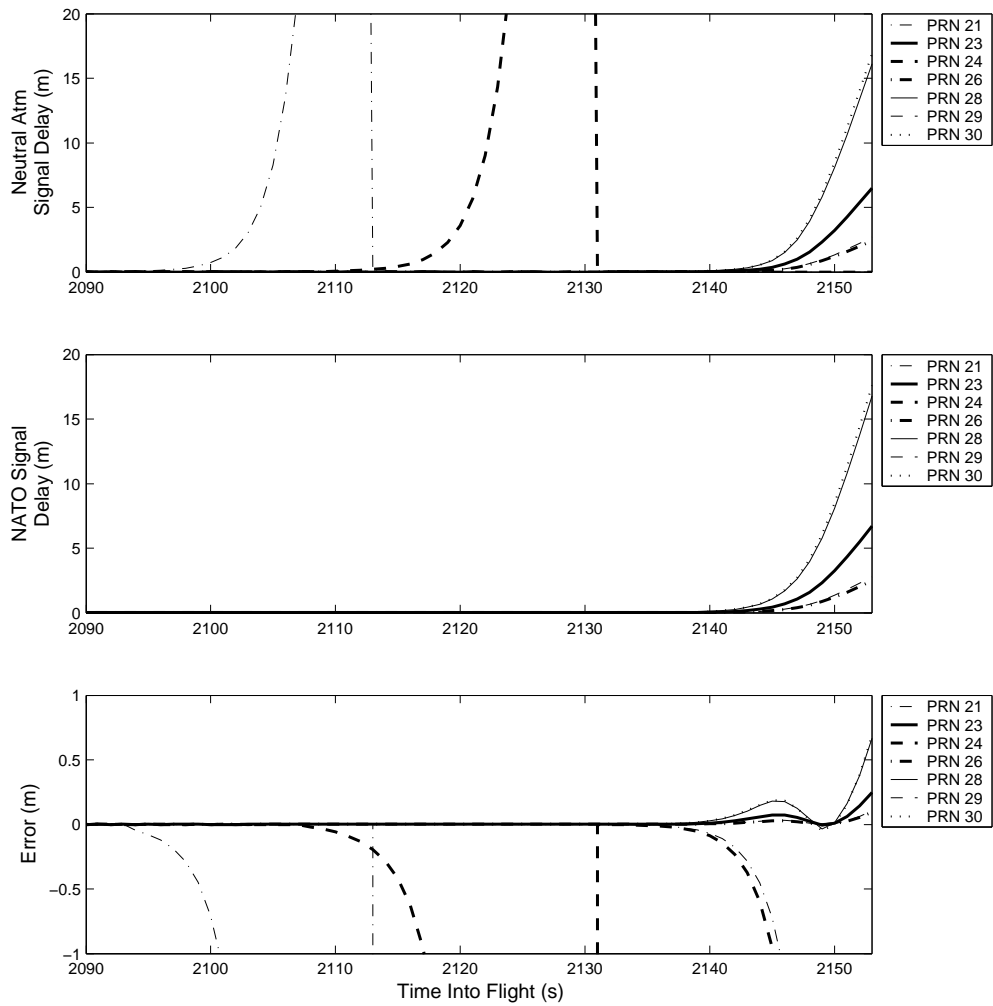 Neutral Atm
Signal Delay (m)
20
15
10
5
0
2090
2100
2110
2120
2130
2140
2150
PRN 21
PRN 23
PRN 24
PRN 26
PRN 28
PRN 29
PRN 30
NATO Signal
Delay (m)
20
15
10
5
0
2090
2100
2110
2120
2130
2140
2150
PRN 21
PRN 23
PRN 24
PRN 26
PRN 28
PRN 29
PRN 30
Error (m)
1
0.5
0
−0.5
−1
2090
2100
2110
2120
2130
2140
2150
Time Into Flight (s)
PRN 21
PRN 23
PRN 24
PRN 26
PRN 28
PRN 29
PRN 30